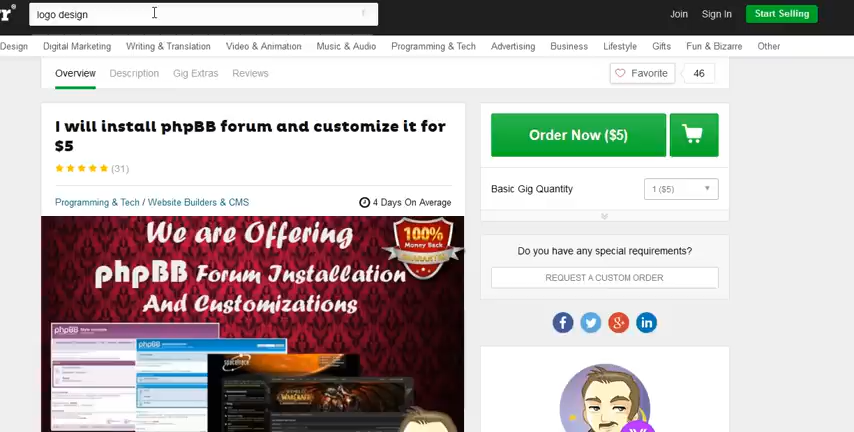 rr
logo design
Join
Sign In
Start Selling
Design
Digital Marketing
Writing & Translation
Video & Animation
Music & Audio
Programming & Tech
Advertising
Business
Lifestyle
Gifts
Fun & Bizarre
Other
Overview
Description
Gig Extras
Reviews
Favorite
46
I will install phpBB forum and customize it for
$5
(31)
Programming & Tech / Website Builders & CMS
4 Days On Average
We are Offering
phpBB Forum Installation
And Customizations
100%
Money Back
phpBB
phpBB
Order Now ($5)
Basic Gig Quantity
1 ($5)
Do you have any special requirements?
REQUEST A CUSTOM ORDER